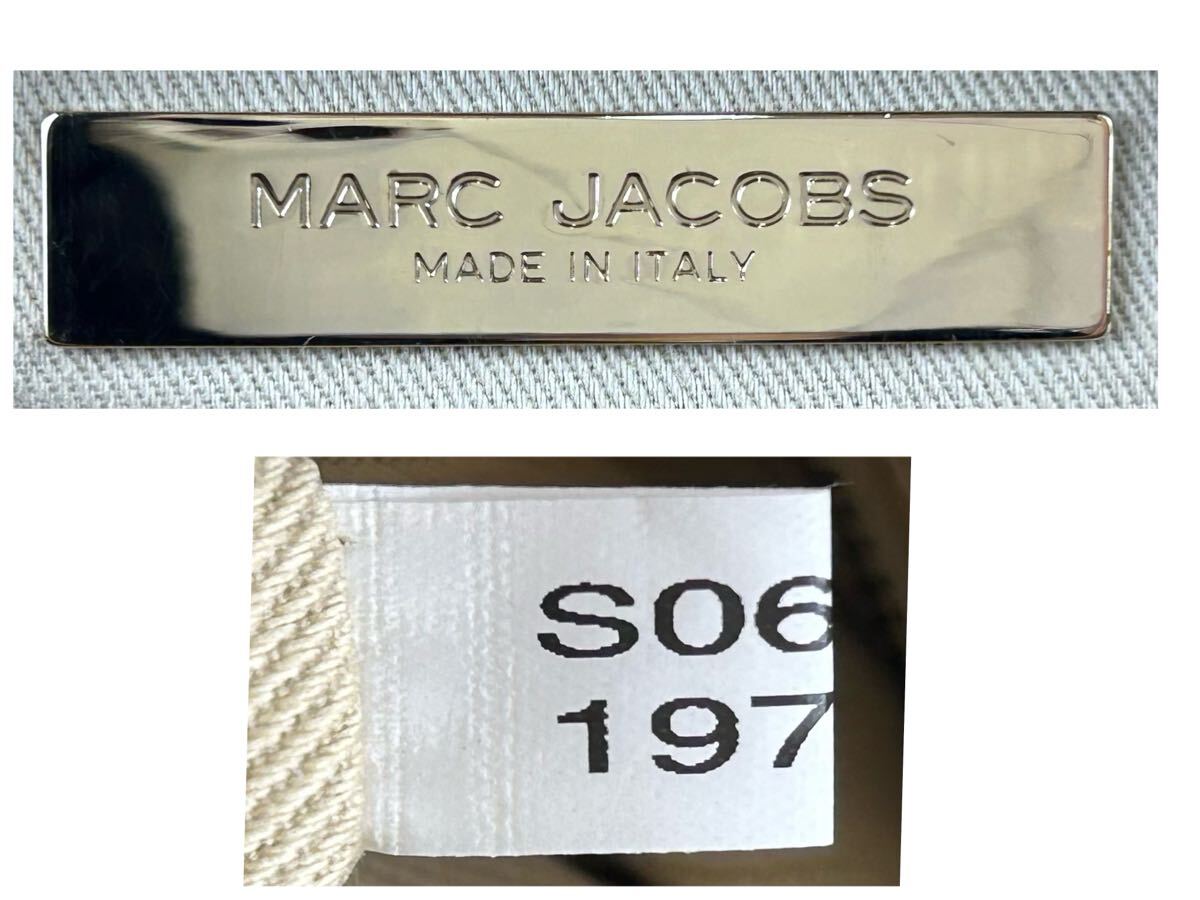 MARC JACOBS
MADE IN ITALY
S06
197